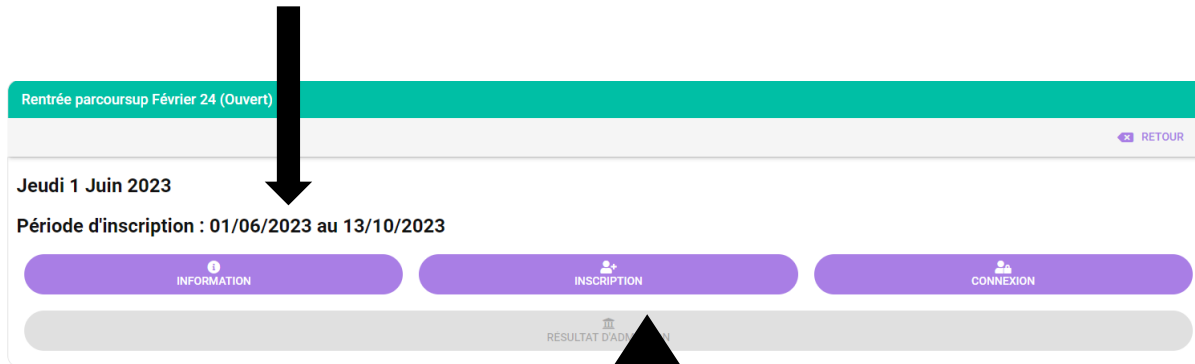 Rentrée parcoursup Février 24 (Ouvert)
RETOUR
Jeudi 1 Juin 2023
Période d'inscription : 01/06/2023 au 13/10/2023
INFORMATION
INSCRIPTION
CONNEXION
RÉSULTAT